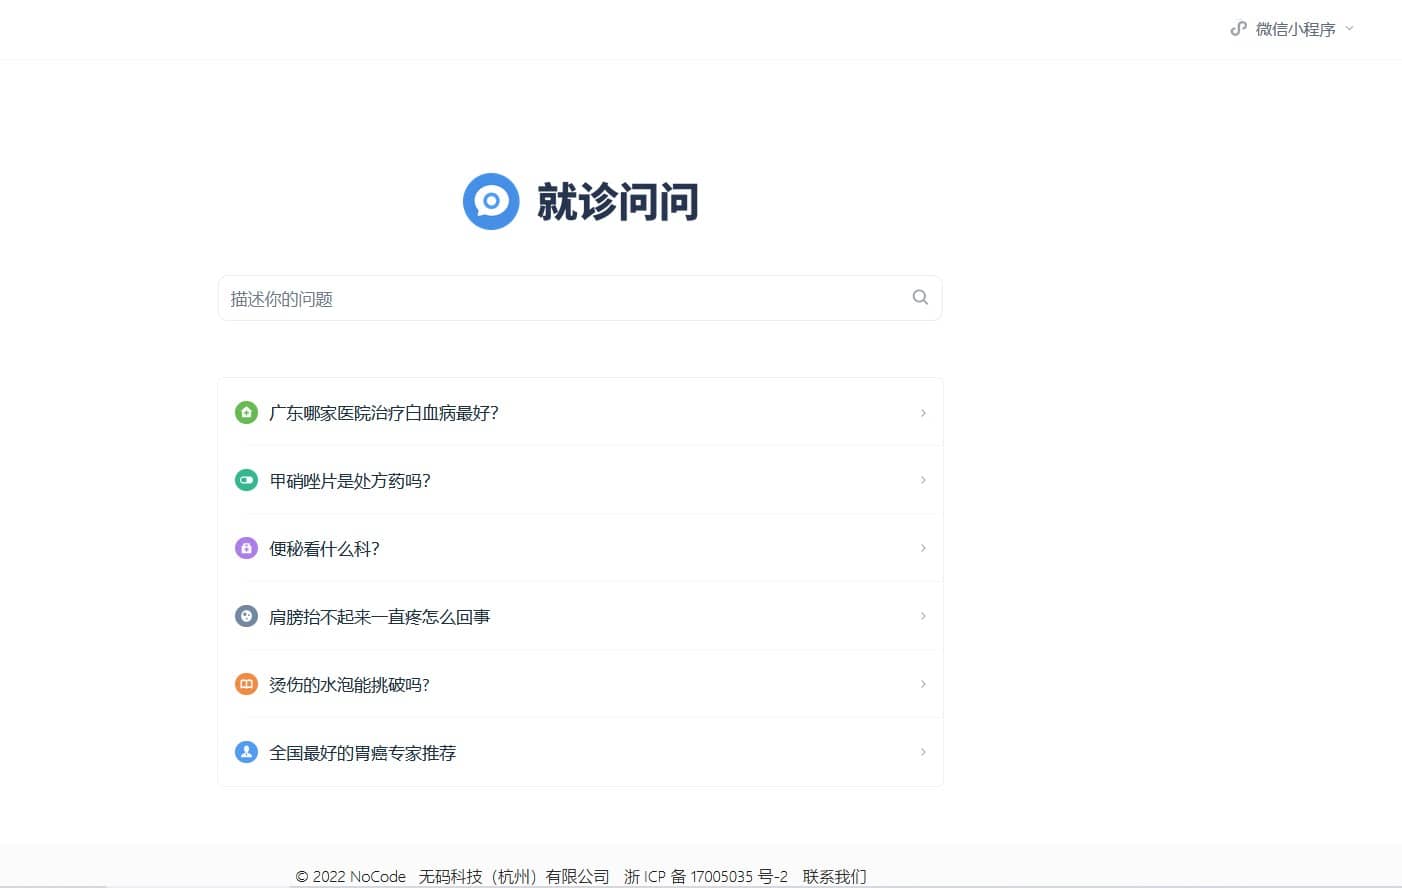 微信小程序
就诊问问
描述你的问题
广东哪家医院治疗白血病最好?
甲硝唑片是处方药吗?
便秘看什么科?
肩膀抬不起来一直疼怎么回事
烫伤的水泡能挑破吗?
全国最好的胃癌专家推荐
© 2022 NoCode 无码科技（杭州）有限公司 浙 ICP 备 17005035 号-2 联系我们